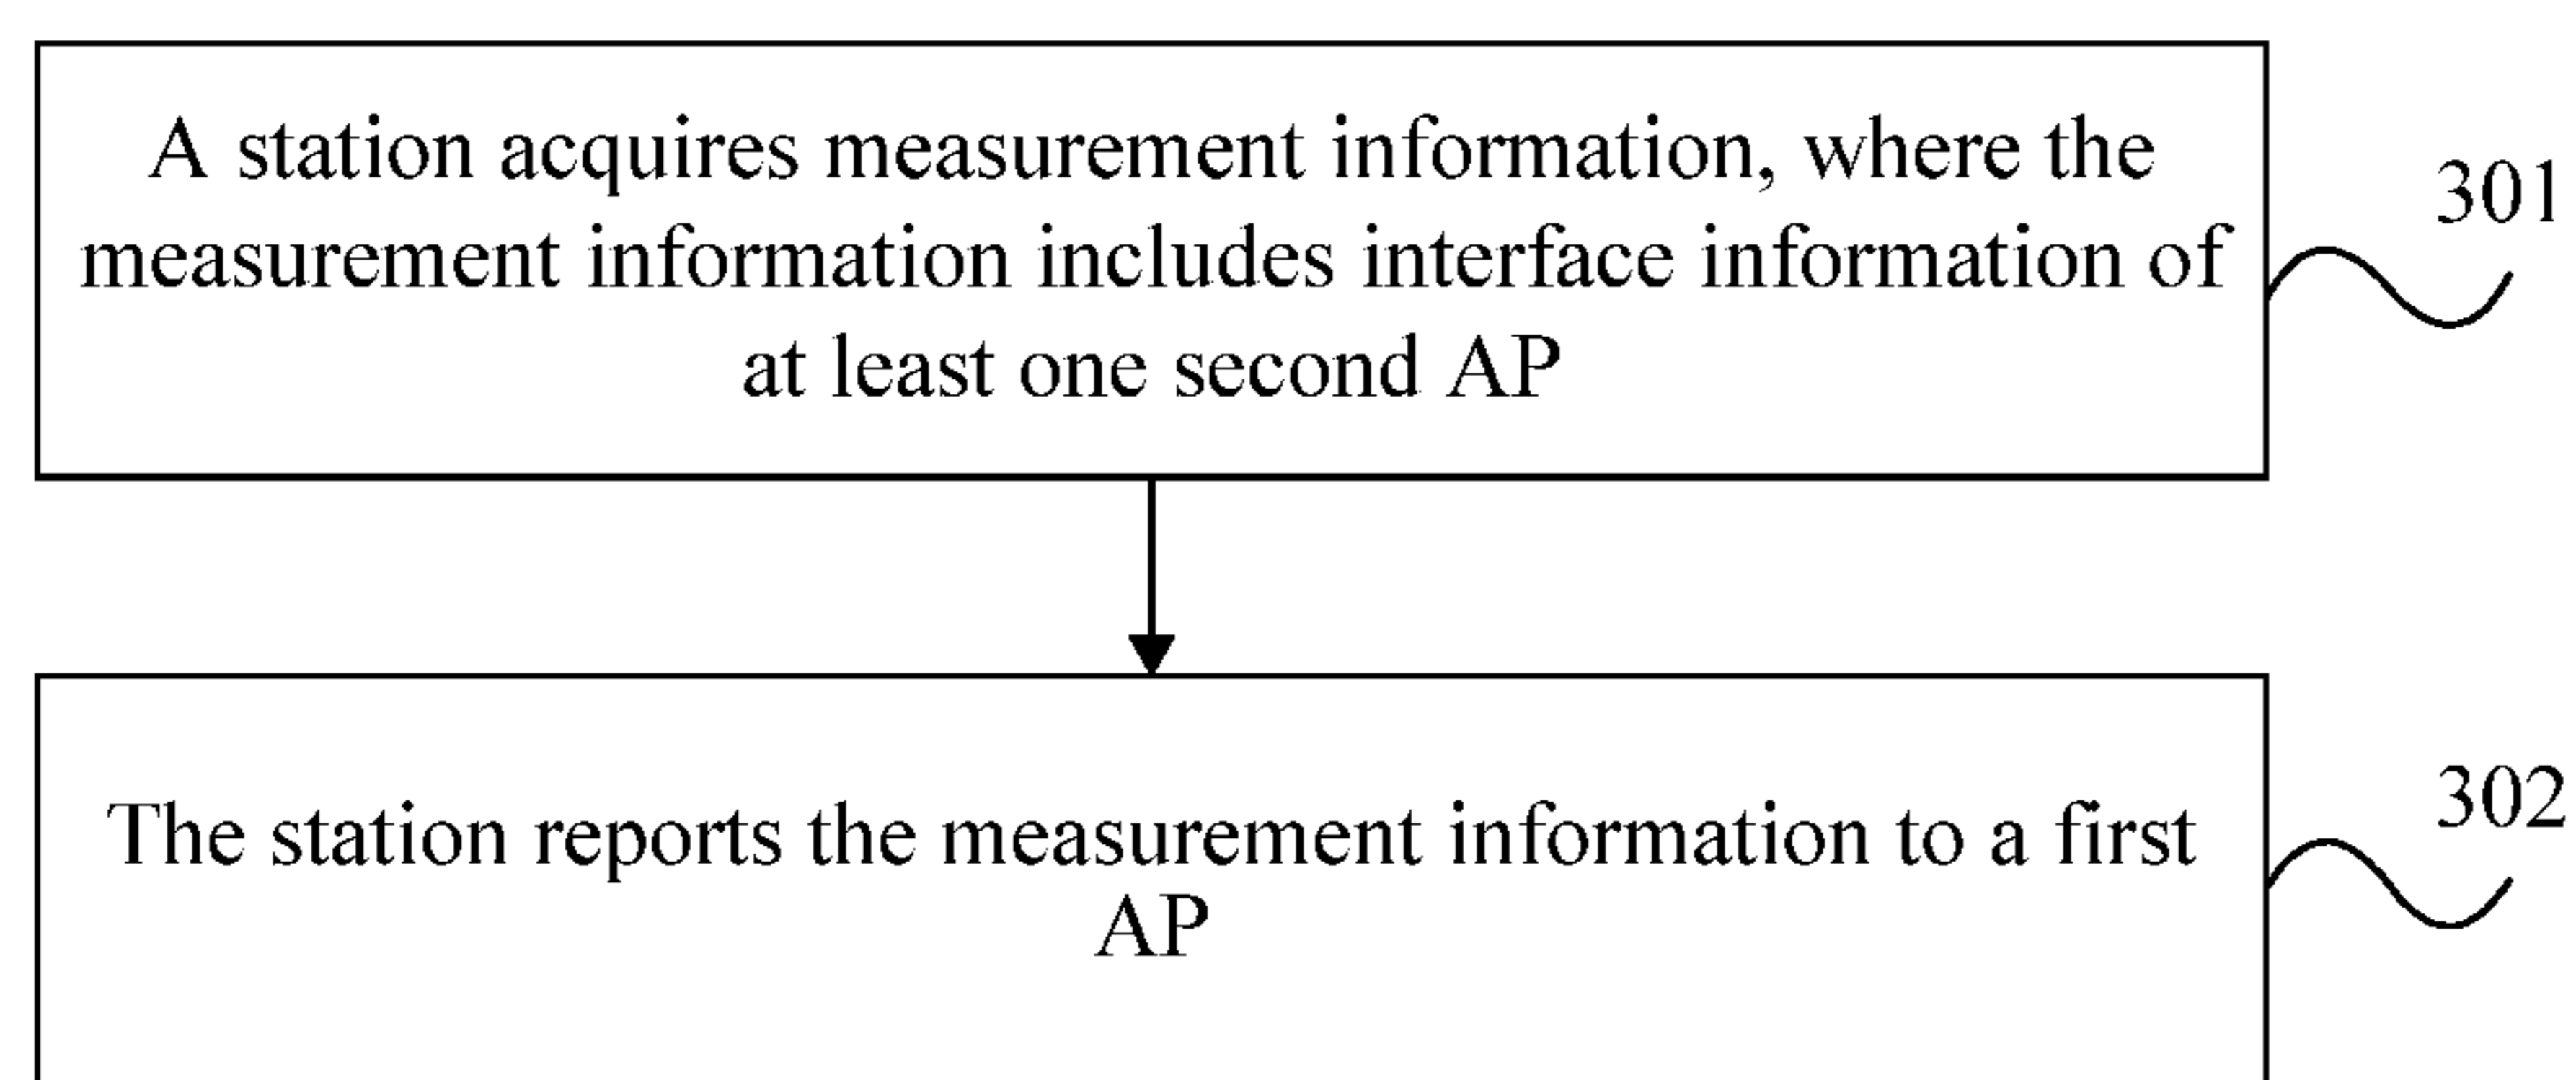 A station acquires measurement information, where the
measurement information includes interface information of
at least one second AP
301
The station reports the measurement information to a first
AP
302